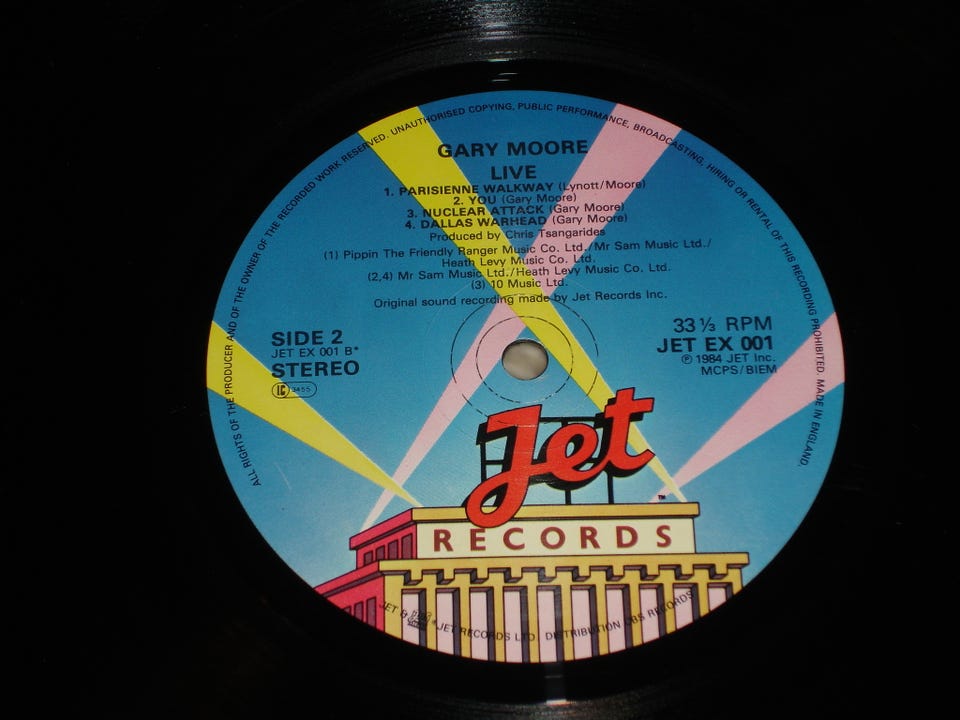 ALL RIGHTS OF THE PRODUCER AND OF THE OWNER OF THE RECORDED WORK RESERVED. UNAUTHORISED COPYING, PUBLIC PERFORMANCE, BROADCASTING, HIRING OR RENTAL OF THIS RECORDING PROHIBITED. MADE IN ENGLAND.
GARY MOORE
LIVE
1. PARISIENNE WALKWAY (Lynott/Moore)
2. YOU (Gary Moore)
3. NUCLEAR ATTACK (Gary Moore)
4. DALLAS WARHEAD (Gary Moore)
Produced by Chris Tsangarides
(1) Pippin The Friendly Ranger Music Co. Ltd./Mr Sam Music Ltd./
Heath Levy Music Co. Ltd.
(2,4) Mr Sam Music Ltd./Heath Levy Music Co. Ltd.
(3) 10 Music Ltd.
Original sound recording made by Jet Records Inc.
SIDE 2
JET EX 001 B*
STEREO
LC 3455
33 ⅓ RPM
JET EX 001
℗ 1984 JET Inc.
MCPS/BIEM
Jet
™
RECORDS
JET & JET RECORDS LTD DISTRIBUTION CBS RECORDS